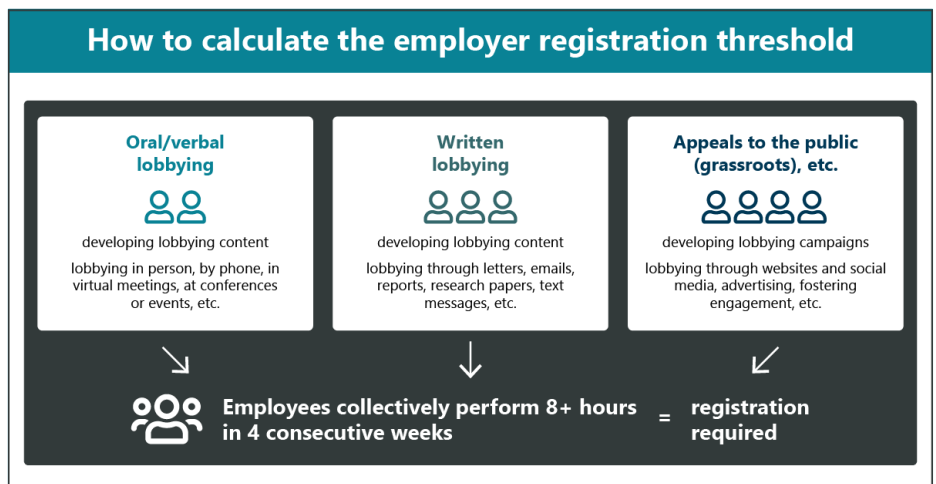 How to calculate the employer registration threshold
Oral/verbal
lobbying
developing lobbying content
lobbying in person, by phone, in
virtual meetings, at conferences
or events, etc.
Written
lobbying
developing lobbying content
lobbying through letters, emails,
reports, research papers, text
messages, etc.
Appeals to the public
(grassroots), etc.
developing lobbying campaigns
lobbying through websites and social
media, advertising, fostering
engagement, etc.
Employees collectively perform 8+ hours
in 4 consecutive weeks
=
registration
required